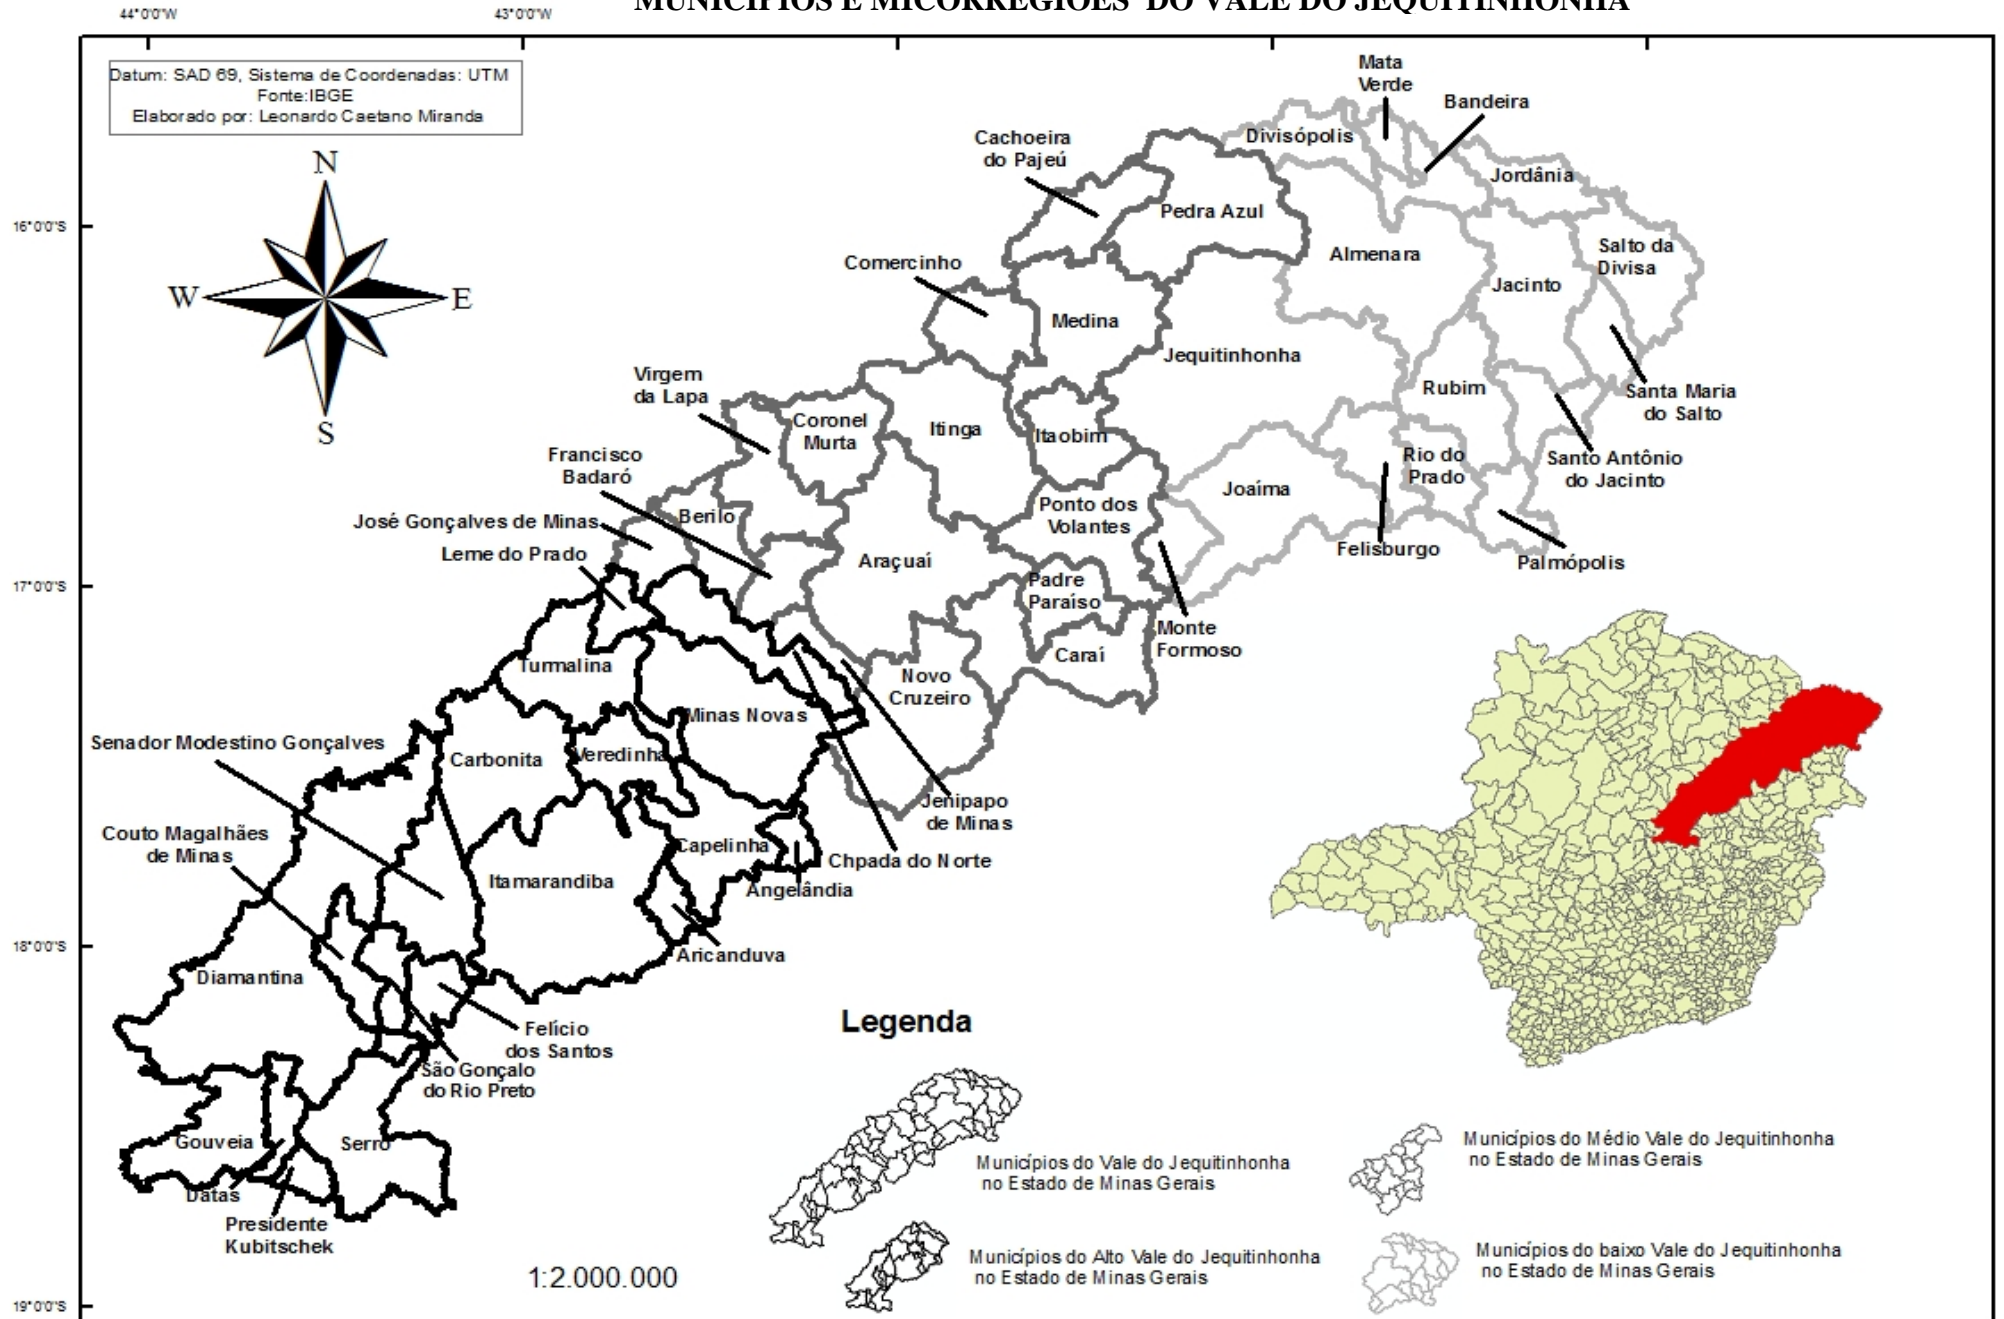 44°0'0"W
43°0'0"W
MUNICÍPIOS E MICORREGIÕES DO VALE DO JEQUITINHONHA
Datum: SAD 69, Sistema de Coordenadas: UTM
Fonte:IBGE
Elaborado por: Leonardo Caetano Miranda
N
W
E
S
16°0'0"S
17°0'0"S
18°0'0"S
19°0'0"S
Mata
Verde
Bandeira
Divisópolis
Cachoeira
do Pajeú
Jordânia
Pedra Azul
Almenara
Salto da
Divisa
Comercinho
Jacinto
Medina
Jequitinhonha
Virgem
da Lapa
Rubim
Santa Maria
do Salto
Coronel
Murta
Itinga
Itaobim
Francisco
Badaró
Rio do
Prado
Santo Antônio
do Jacinto
Joaíma
Berilo
Ponto dos
Volantes
José Gonçalves de Minas
Leme do Prado
Araçuaí
Felisburgo
Palmópolis
Padre
Paraíso
Monte
Formoso
Caraí
Turmalina
Novo
Cruzeiro
Minas Novas
Senador Modestino Gonçalves
Carbonita
Veredinha
Jenipapo
de Minas
Couto Magalhães
de Minas
Capelinha
Chpada do Norte
Itamarandiba
Angelândia
Aricanduva
Diamantina
Felício
dos Santos
São Gonçalo
do Rio Preto
Gouveia
Serro
Datas
Presidente
Kubitschek
Legenda
Municípios do Vale do Jequitinhonha
no Estado de Minas Gerais
Municípios do Alto Vale do Jequitinhonha
no Estado de Minas Gerais
Municípios do Médio Vale do Jequitinhonha
no Estado de Minas Gerais
Municípios do baixo Vale do Jequitinhonha
no Estado de Minas Gerais
1:2.000.000